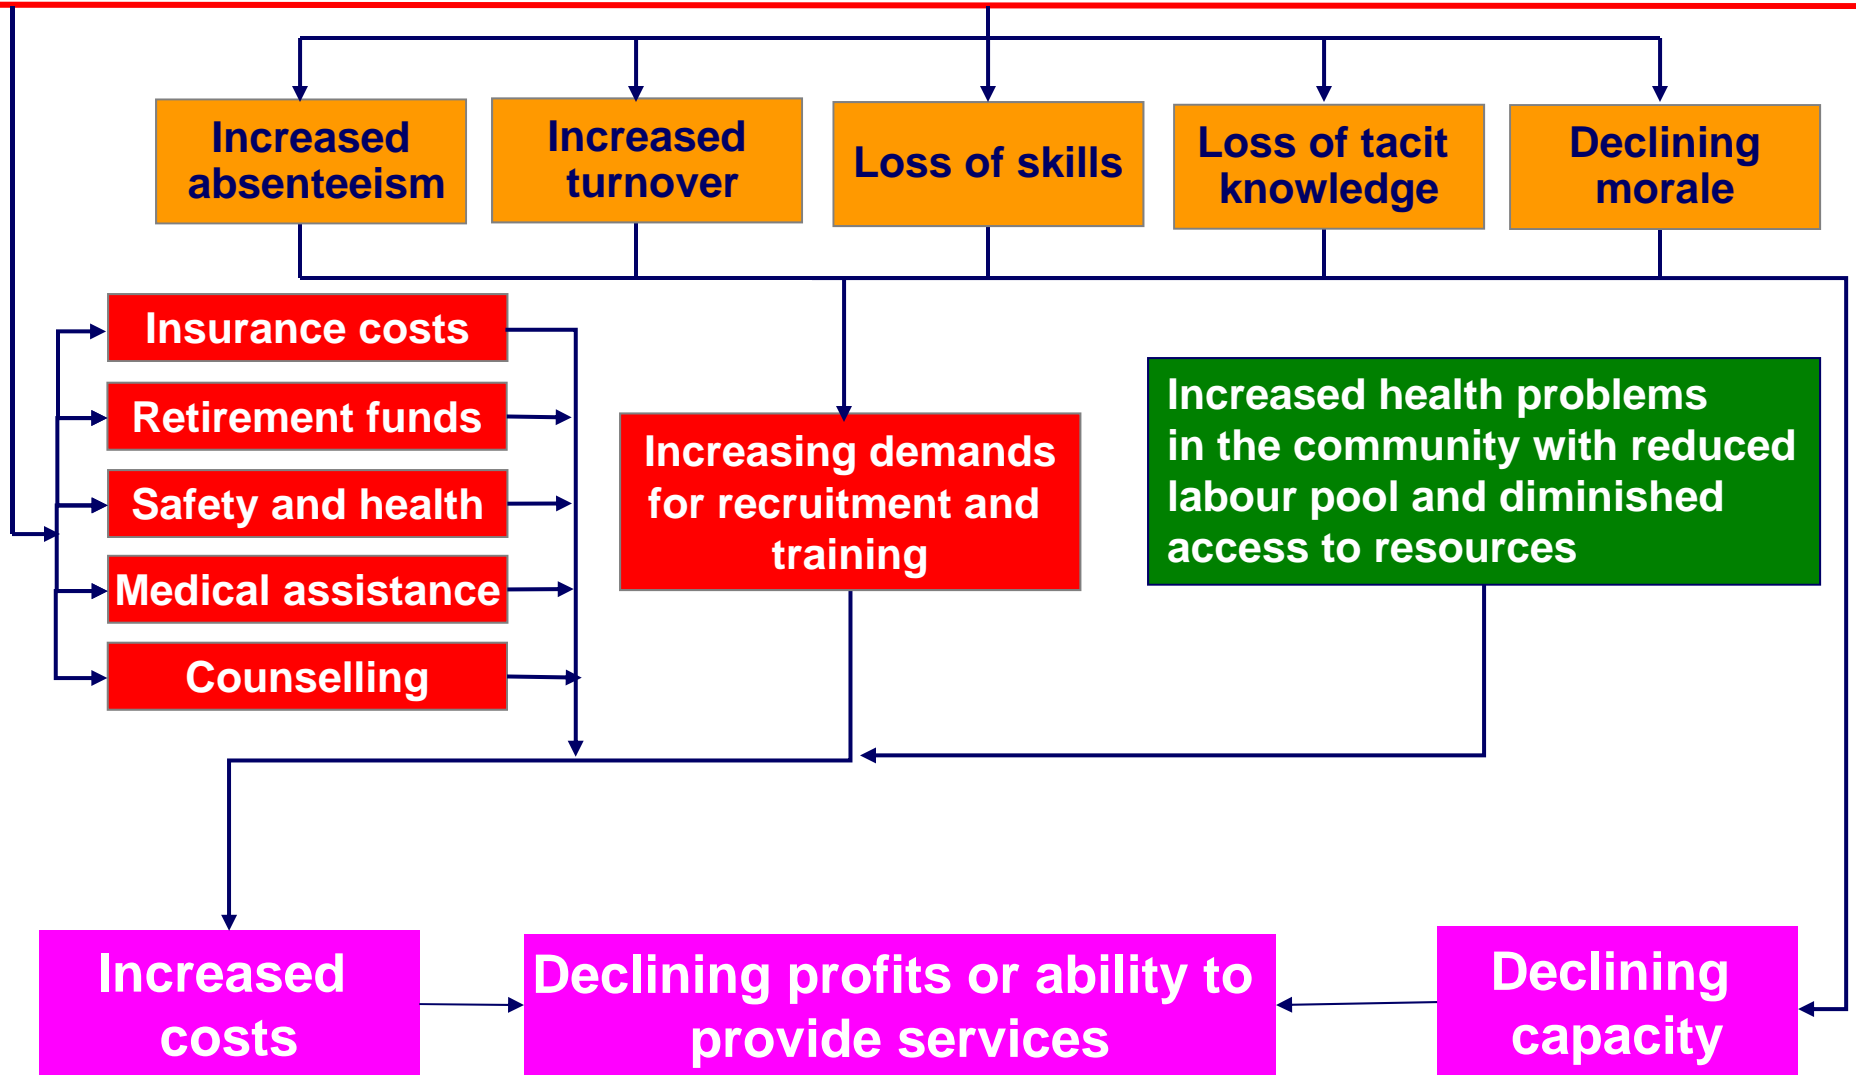 Increased
absenteeism
Increased
turnover
Loss of skills
Loss of tacit
knowledge
Declining
morale
Insurance costs
Retirement funds
Safety and health
Medical assistance
Counselling
Increasing demands
for recruitment and
training
Increased health problems
in the community with reduced
labour pool and diminished
access to resources
Increased
costs
Declining profits or ability to
provide services
Declining
capacity